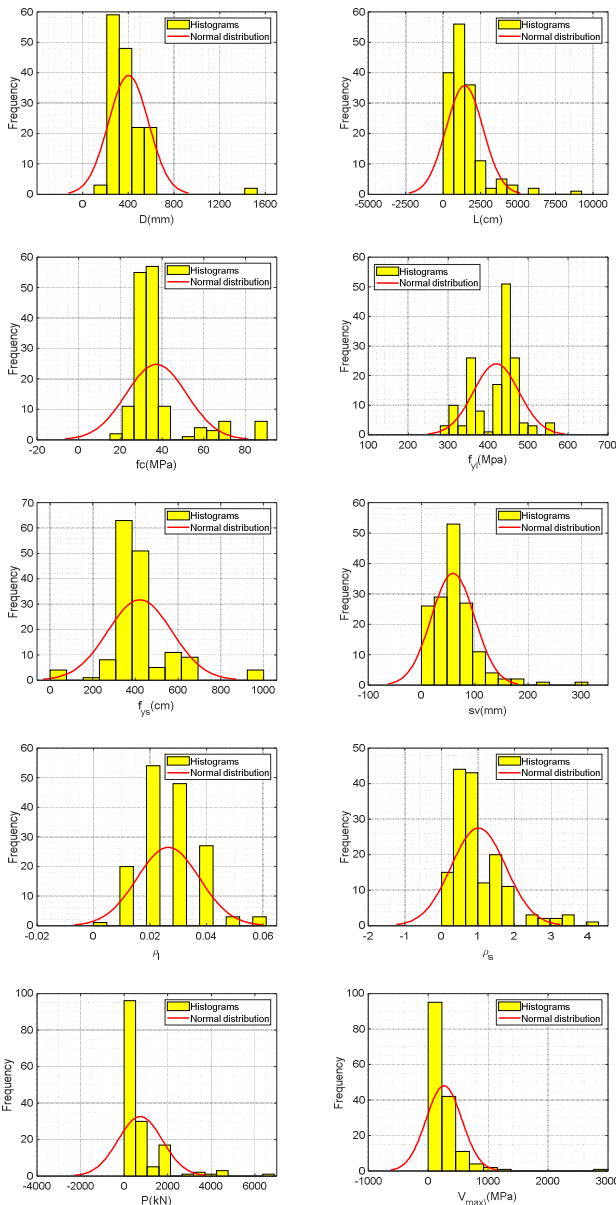 60
50
40
30
20
10
0
Frequency
Histograms
Normal distribution
0 400 800 1200 1600
D(mm)
60
50
40
30
20
10
0
Frequency
Histograms
Normal distribution
-5000 -2500 0 2500 5000 7500 10000
L(cm)
60
50
40
30
20
10
0
Frequency
Histograms
Normal distribution
-20 0 20 40 60 80 100
fc(MPa)
60
50
40
30
20
10
0
Frequency
Histograms
Normal distribution
100 200 300 400 500 600 700
fyl(Mpa)
70
60
50
40
30
20
10
0
Frequency
Histograms
Normal distribution
0 200 400 600 800 1000
fys(cm)
60
50
40
30
20
10
0
Frequency
Histograms
Normal distribution
-100 0 100 200 300
sv(mm)
60
50
40
30
20
10
0
Frequency
Histograms
Normal distribution
-0.02 0 0.02 0.04 0.06
ρl
60
50
40
30
20
10
0
Frequency
Histograms
Normal distribution
-2 -1 0 1 2 3 4
ρs
100
80
60
40
20
0
Frequency
Histograms
Normal distribution
-4000 -2000 0 2000 4000 6000
P(kN)
100
80
60
40
20
0
Frequency
Histograms
Normal distribution
-1000 0 1000 2000 3000
Vmax)(MPa)